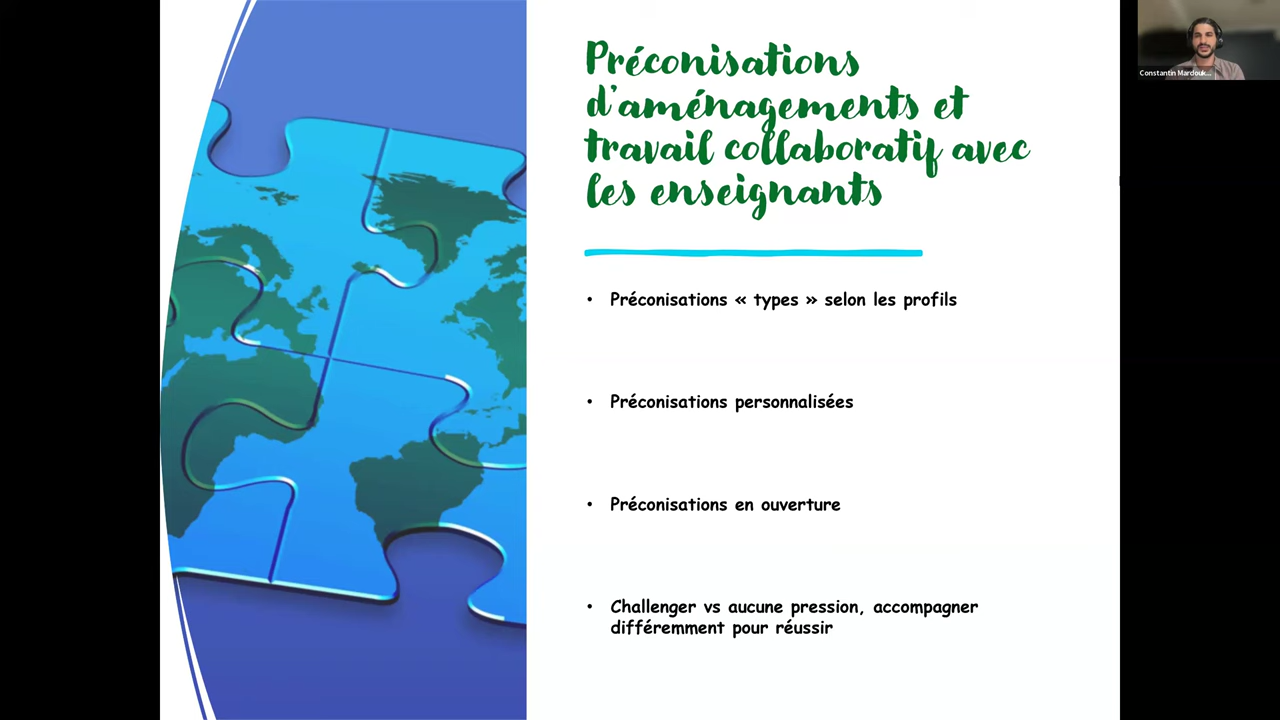 Préconisations
d'aménagements et
travail collaboratif avec
les enseignants
• Préconisations « types » selon les profils
• Préconisations personnalisées
• Préconisations en ouverture
• Challenger vs aucune pression, accompagner
différemment pour réussir
Constantin Mardouk...